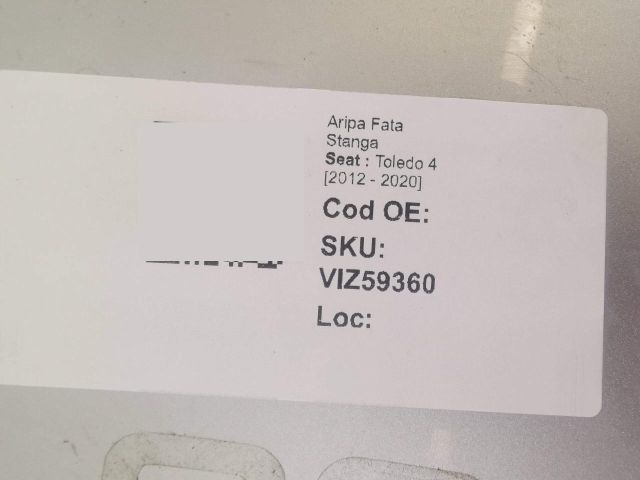 Aripa Fata
Stanga
Seat : Toledo 4
[2012 - 2020]
Cod OE:
SKU:
VIZ59360
Loc: